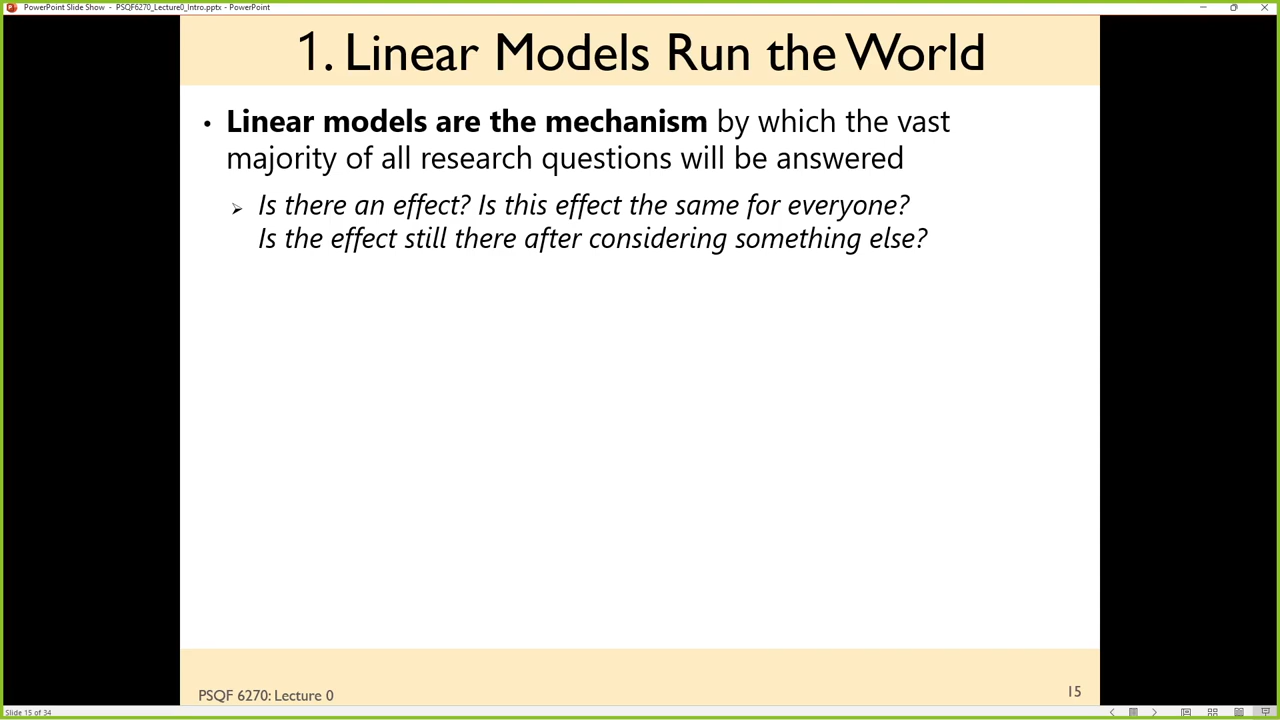 PowerPoint Slide Show - PSQF6270_Lecture0_Intro.pptx - PowerPoint
1. Linear Models Run the World
• Linear models are the mechanism by which the vast
majority of all research questions will be answered
➢ Is there an effect? Is this effect the same for everyone?
Is the effect still there after considering something else?
PSQF 6270: Lecture 0
15
Slide 15 of 34